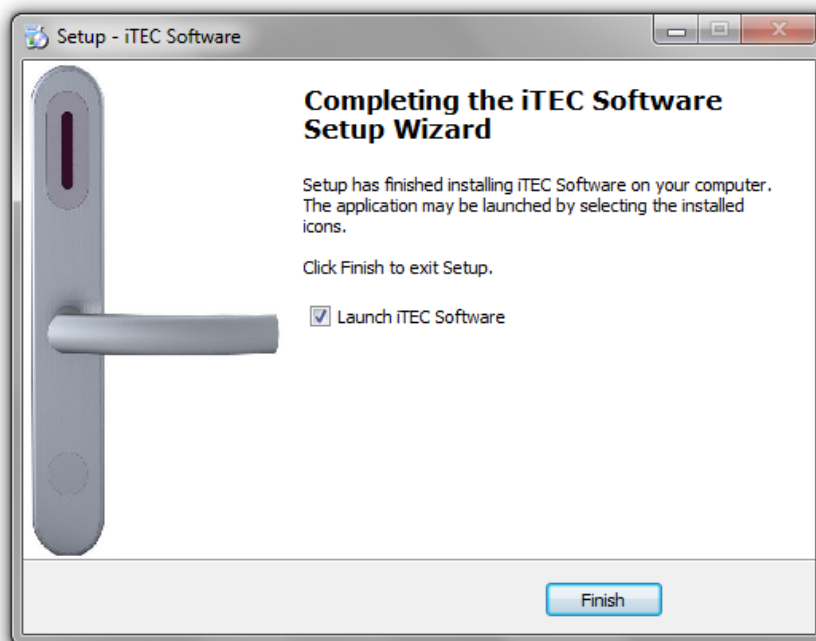 Setup - iTEC Software
Completing the iTEC Software
Setup Wizard
Setup has finished installing iTEC Software on your computer.
The application may be launched by selecting the installed
icons.
Click Finish to exit Setup.
Launch iTEC Software
Finish